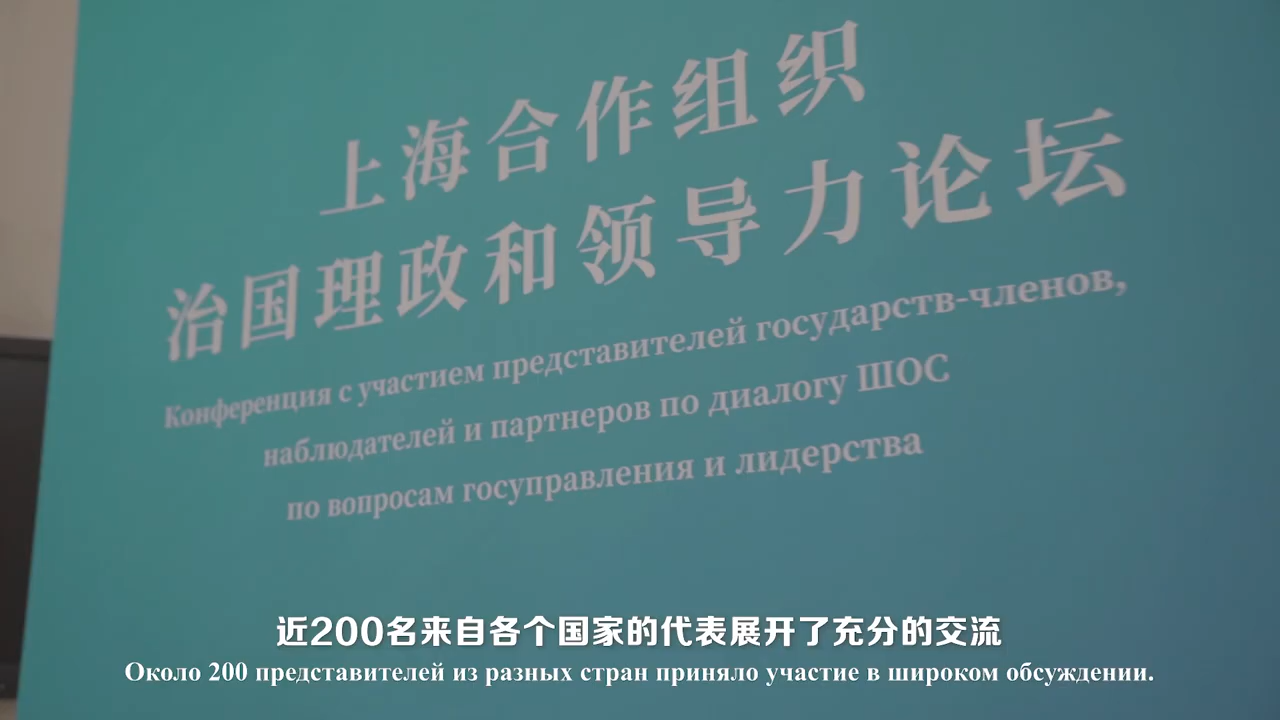 上海合作组织
治国理政和领导力论坛
Конференция с участием представителей государств-членов,
наблюдателей и партнеров по диалогу ШОС
по вопросам госуправления и лидерства
近200名来自各个国家的代表展开了充分的交流
Около 200 представителей из разных стран приняло участие в широком обсуждении.